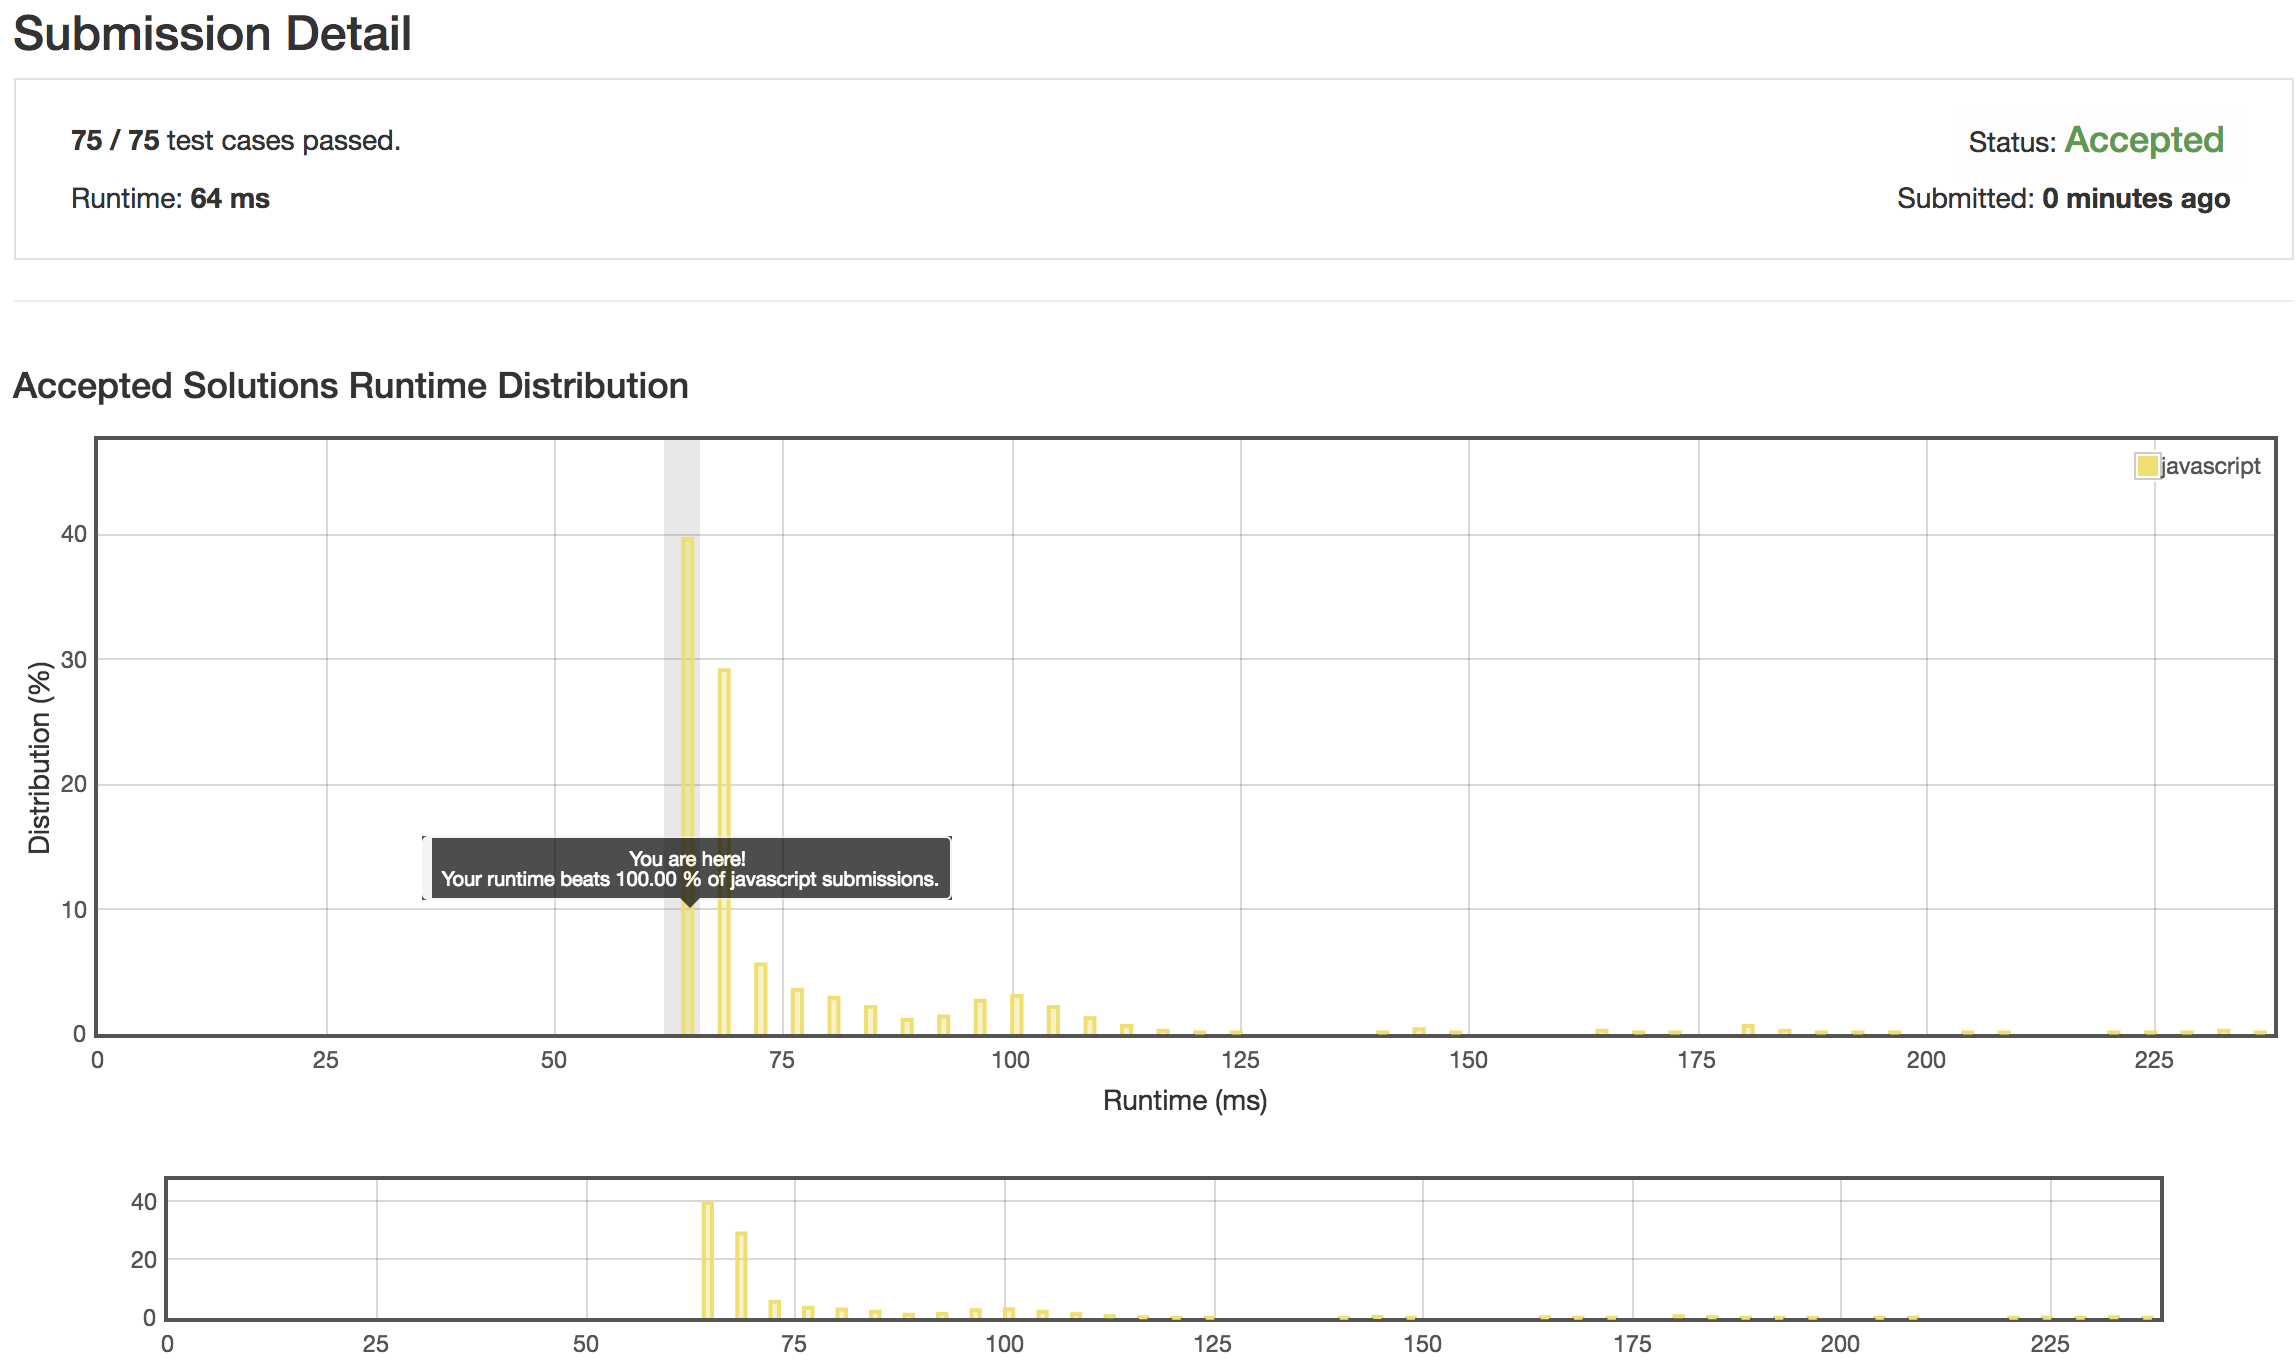 Submission Detail
75 / 75 test cases passed.
Status: Accepted
Runtime: 64 ms
Submitted: 0 minutes ago
Accepted Solutions Runtime Distribution
javascript
Distribution (%)
40
30
20
10
0
You are here!
Your runtime beats 100.00 % of javascript submissions.
0 25 50 75 100 125 150 175 200 225
Runtime (ms)
40
20
0
0 25 50 75 100 125 150 175 200 225